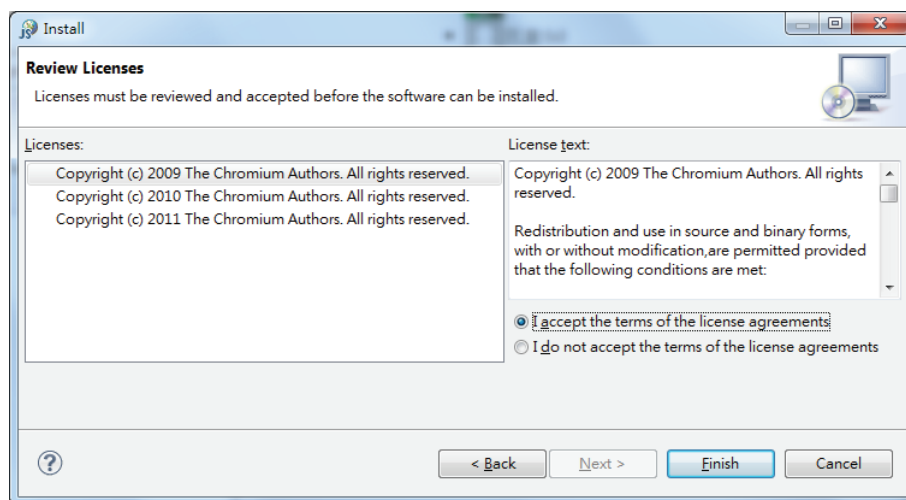 Install
Review Licenses
Licenses must be reviewed and accepted before the software can be installed.
Licenses:
Copyright (c) 2009 The Chromium Authors. All rights reserved.
Copyright (c) 2010 The Chromium Authors. All rights reserved.
Copyright (c) 2011 The Chromium Authors. All rights reserved.
License text:
Copyright (c) 2009 The Chromium Authors. All rights
reserved.
Redistribution and use in source and binary forms,
with or without modification,are permitted provided
that the following conditions are met:
I accept the terms of the license agreements
I do not accept the terms of the license agreements
< Back
Next >
Finish
Cancel